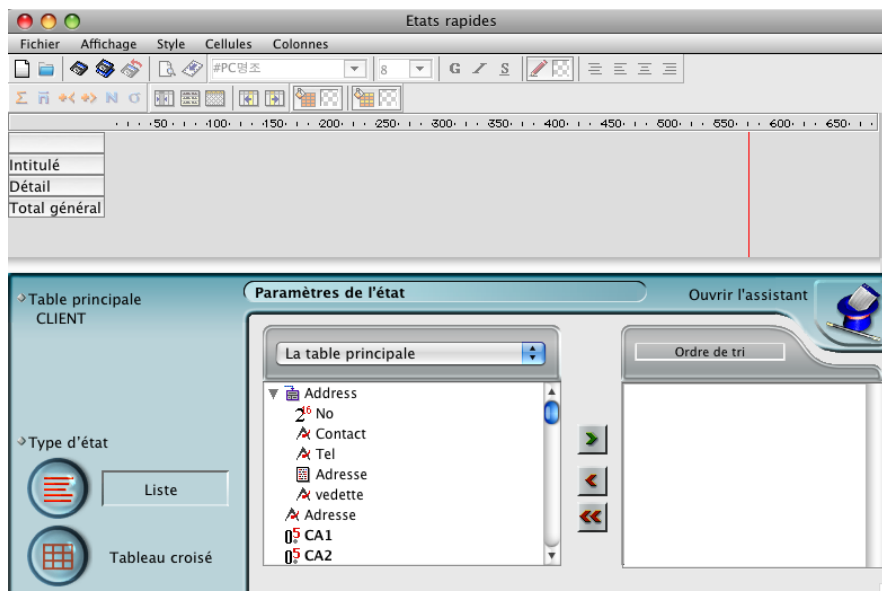 Etats rapides
Fichier Affichage Style Cellules Colonnes
#PC명조 8 G I S
Σ N σ
50 100 150 200 250 300 350 400 450 500 550 600 650
Intitulé
Détail
Total général
Table principale
CLIENT
Paramètres de l'état
Ouvrir l'assistant
La table principale
Ordre de tri
Address
No
Contact
Tel
Adresse
vedette
Adresse
CA1
CA2
Type d'état
Liste
Tableau croisé